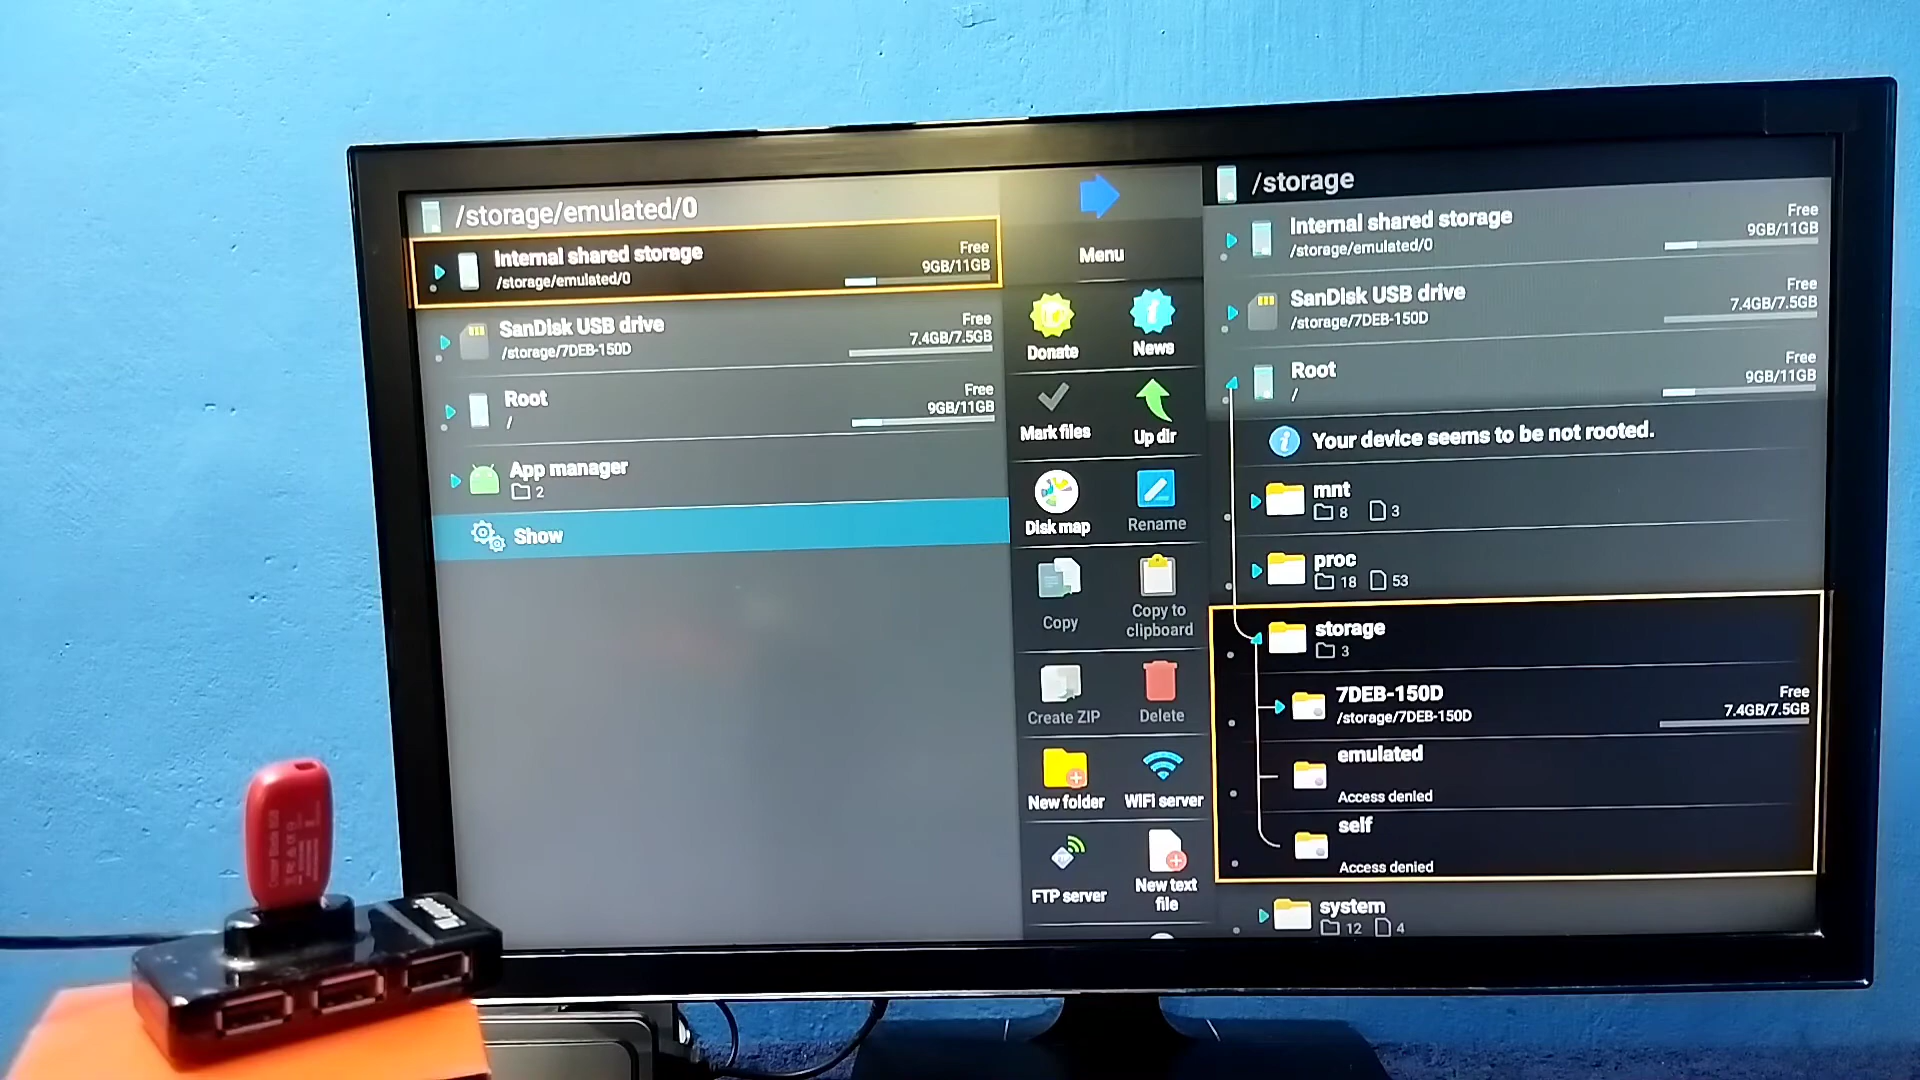 /storage/emulated/0
Internal shared storage
/storage/emulated/0
Free
9GB/11GB
SanDisk USB drive
/storage/7DEB-150D
Free
7.4GB/7.5GB
Root
/
Free
9GB/11GB
App manager
2
Show
Menu
Donate
News
Mark files
Up dir
Disk map
Rename
Copy
Copy to
clipboard
Create ZIP
Delete
New folder
WiFi server
FTP server
New text
file
/storage
Internal shared storage
/storage/emulated/0
Free
9GB/11GB
SanDisk USB drive
/storage/7DEB-150D
Free
7.4GB/7.5GB
Root
/
Free
9GB/11GB
Your device seems to be not rooted.
mnt
8 3
proc
18 53
storage
3
7DEB-150D
/storage/7DEB-150D
Free
7.4GB/7.5GB
emulated
Access denied
self
Access denied
system
12 4